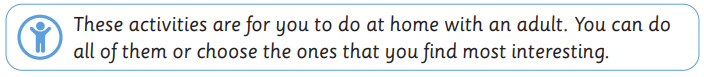 These activities are for you to do at home with an adult. You can do
all of them or choose the ones that you find most interesting.